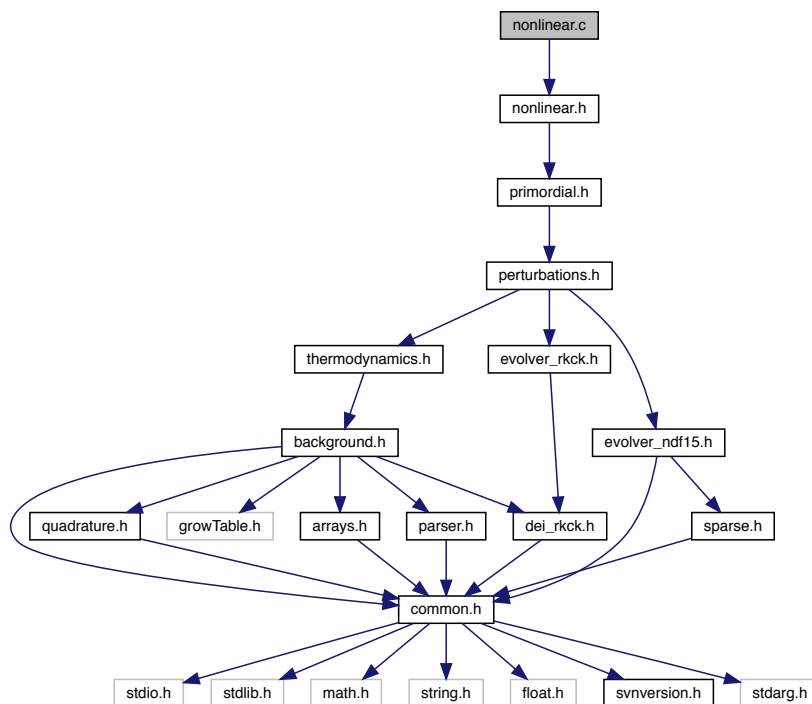 nonlinear.c
nonlinear.h
primordial.h
perturbations.h
thermodynamics.h
evolver_rkck.h
background.h
evolver_ndf15.h
quadrature.h
growTable.h
arrays.h
parser.h
dei_rkck.h
sparse.h
common.h
stdio.h
stdlib.h
math.h
string.h
float.h
svnversion.h
stdarg.h